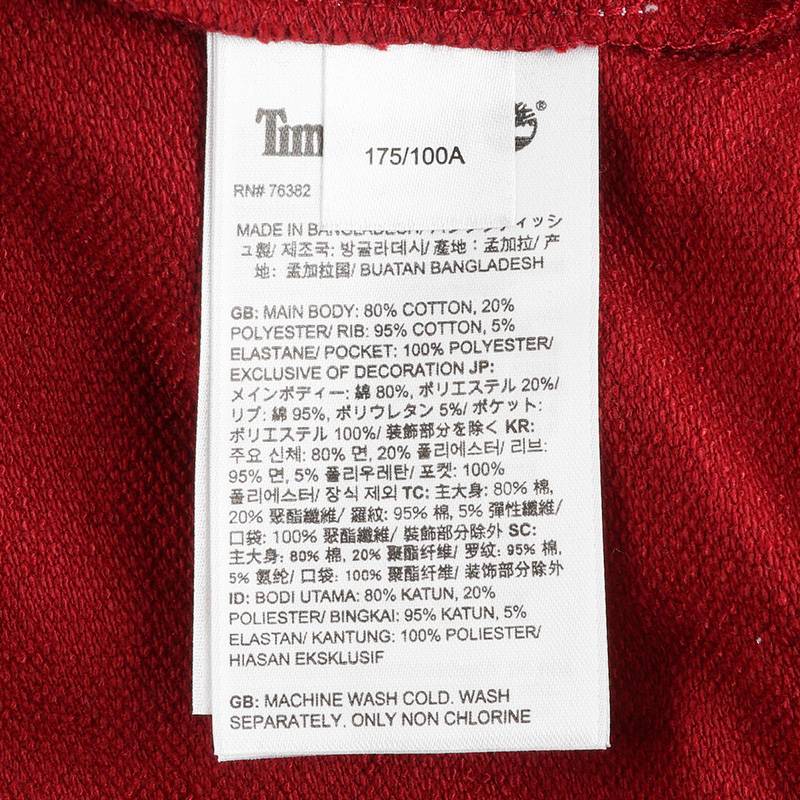 Tim
®
175/100A
RN# 76382
MADE IN BANGLADESH/ バングラディッシ
ュ製/ 제조국: 방글라데시/ 產地：孟加拉/ 产
地：孟加拉国/ BUATAN BANGLADESH
GB: MAIN BODY: 80% COTTON, 20%
POLYESTER/ RIB: 95% COTTON, 5%
ELASTANE/ POCKET: 100% POLYESTER/
EXCLUSIVE OF DECORATION JP:
メインボディー: 綿 80%, ポリエステル 20%/
リブ: 綿 95%, ポリウレタン 5%/ ポケット:
ポリエステル 100%/ 装飾部分を除く KR:
주요 신체: 80% 면, 20% 폴리에스터/ 리브:
95% 면, 5% 폴리우레탄/ 포켓: 100%
폴리에스터/ 장식 제외 TC: 主大身: 80% 棉,
20% 聚酯纖維/ 羅紋: 95% 棉, 5% 彈性纖維/
口袋: 100% 聚酯纖維/ 裝飾部分除外 SC:
主大身: 80% 棉, 20% 聚酯纤维/ 罗纹: 95% 棉,
5% 氨纶/ 口袋: 100% 聚酯纤维/ 装饰部分除外
ID: BODI UTAMA: 80% KATUN, 20%
POLIESTER/ BINGKAI: 95% KATUN, 5%
ELASTAN/ KANTUNG: 100% POLYESTER/
HIASAN EKSKLUSIF
GB: MACHINE WASH COLD. WASH
SEPARATELY. ONLY NON CHLORINE